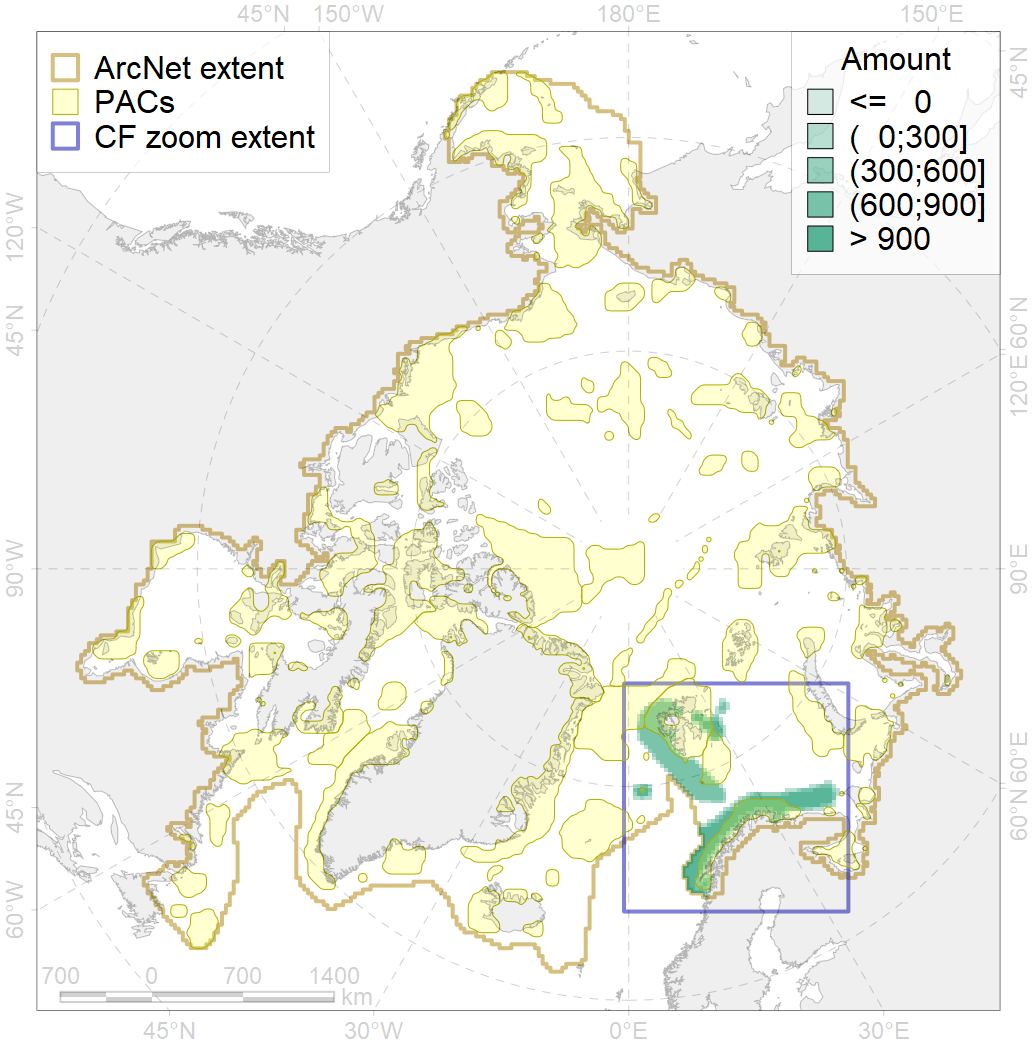 45°N 150°W 180°E 150°E
ArcNet extent
PACs
CF zoom extent
Amount
<= 0
( 0;300]
(300;600]
(600;900]
> 900
120°W
45°N
90°W
45°N
60°W
45°N
60°N
120°E
90°E
60°E
60°N
700 0 700 1400
km
45°N 30°W 0°E 30°E